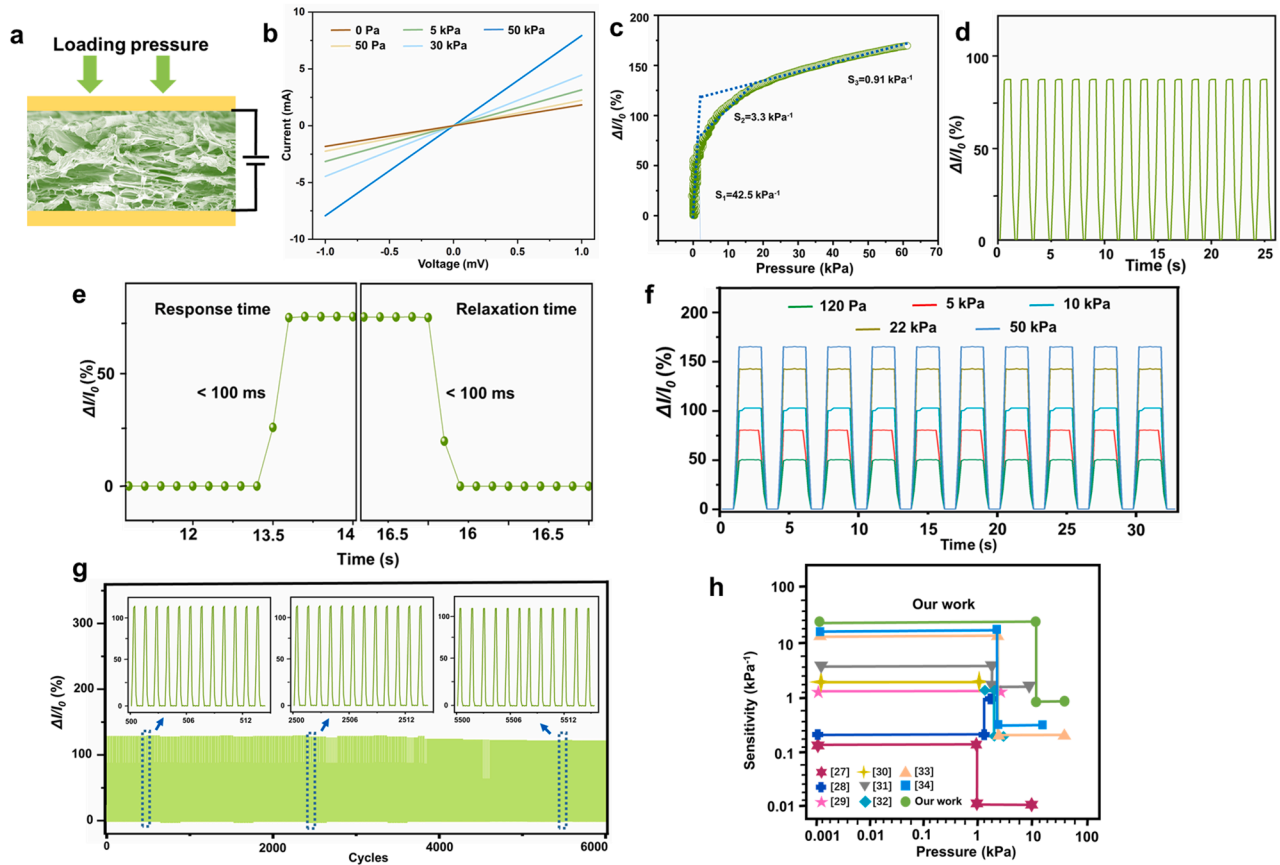 a
Loading pressure
b
0 Pa 5 kPa 50 kPa
50 Pa 30 kPa
Current (mA)
10
5
0
-5
-10
-1.0 -0.5 0.0 0.5 1.0
Voltage (mV)
c
ΔI/I0 (%)
200
150
100
50
0
S3=0.91 kPa-1
S2=3.3 kPa-1
S1=42.5 kPa-1
0 10 20 30 40 50 60 70
Pressure (kPa)
d
ΔI/I0 (%)
100
50
0
0 5 10 15 20 25
Time (s)
e
Response time
Relaxation time
< 100 ms
< 100 ms
ΔI/I0 (%)
50
0
12 13.5 14 16.5 16 16.5
Time (s)
f
120 Pa 5 kPa 10 kPa
22 kPa 50 kPa
ΔI/I0 (%)
200
150
100
50
0
0 5 10 15 20 25 30
Time (s)
g
ΔI/I0 (%)
300
200
100
0
100
50
0
500 506 512
100
50
0
2500 2506 2512
100
50
0
5500 5506 5512
0 2000 4000 6000
Cycles
h
Our work
Sensitivity (kPa-1)
100
10
1
0.1
0.01
[27] [30] [33]
[28] [31] [34]
[29] [32] Our work
0.001 0.01 0.1 1 10 100
Pressure (kPa)